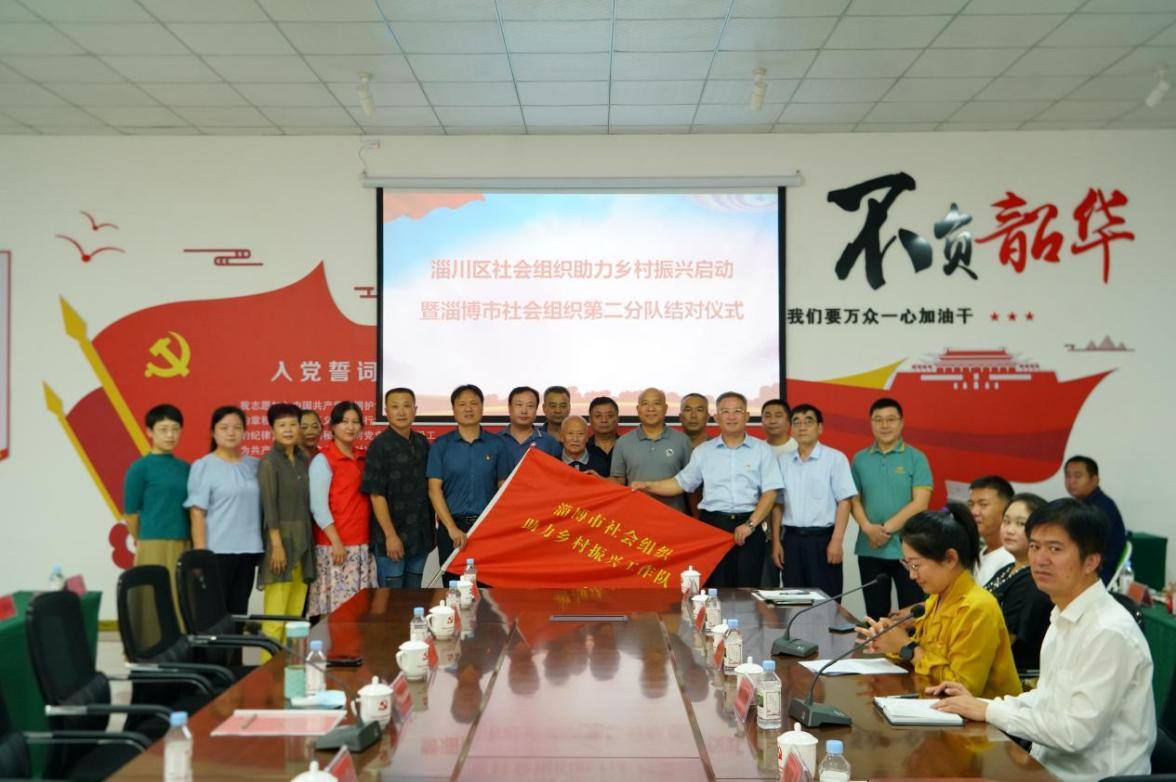 淄川区社会组织助力乡村振兴启动
暨淄博市社会组织第二分队结对仪式
不负韶华
我们要万众一心加油干
入党誓词
淄博市社会组织
助力乡村振兴工作队